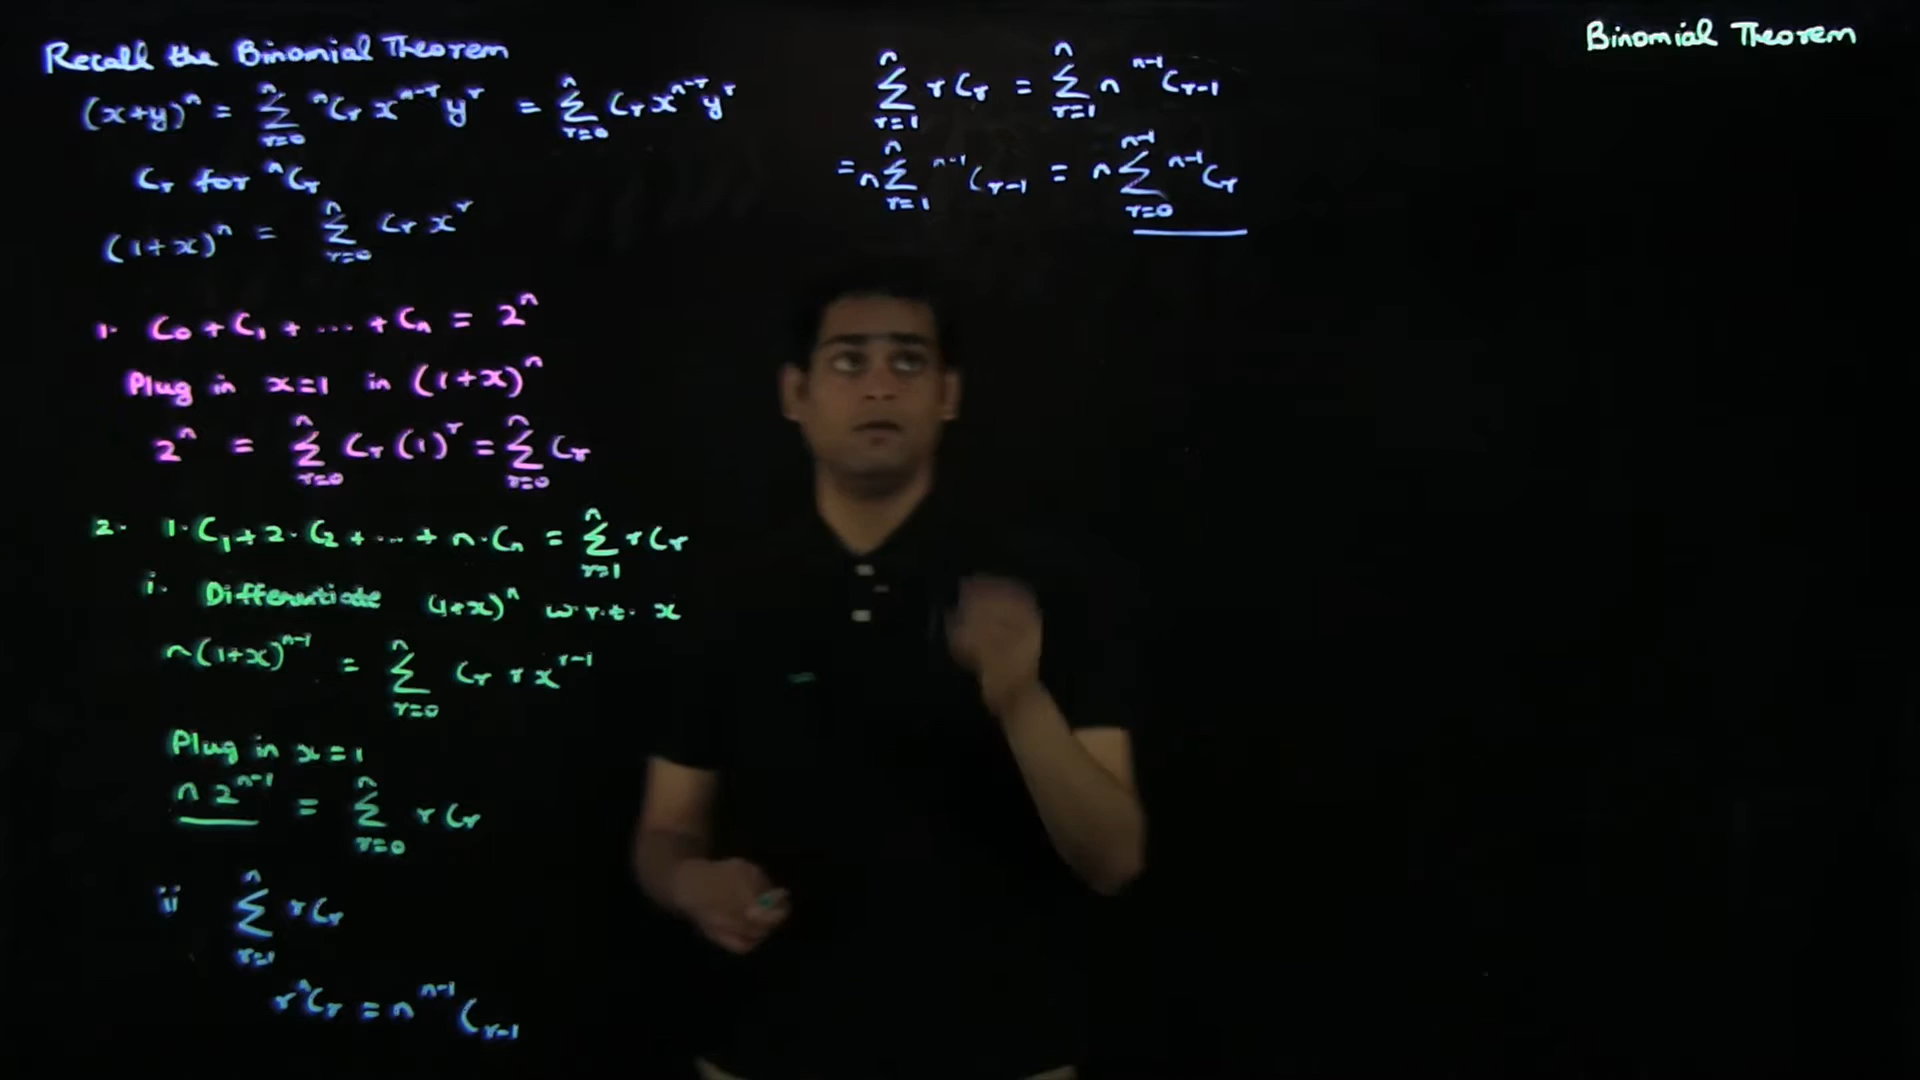 Recall the Binomial Theorem
(x+y)^n = Σ_{r=0}^{n} ^nC_r x^{n-r} y^r = Σ_{r=0}^{n} C_r x^{n-r} y^r
C_r for ^nC_r
(1+x)^n = Σ_{r=0}^{n} C_r x^r
1. C_0 + C_1 + ... + C_n = 2^n
Plug in x=1 in (1+x)^n
2^n = Σ_{r=0}^{n} C_r (1)^r = Σ_{r=0}^{n} C_r
2. 1·C_1 + 2·C_2 + ... + n·C_n = Σ_{r=1}^{n} r C_r
i. Differentiate (1+x)^n w.r.t. x
n(1+x)^{n-1} = Σ_{r=0}^{n} C_r r x^{r-1}
Plug in x=1
n 2^{n-1} = Σ_{r=0}^{n} r C_r
ii Σ_{r=1}^{n} r C_r
r ^nC_r = n ^{n-1}C_{r-1}
Σ_{r=1}^{n} r C_r = Σ_{r=1}^{n} n ^{n-1}C_{r-1}
= n Σ_{r=1}^{n} ^{n-1}C_{r-1} = n Σ_{r=0}^{n-1} ^{n-1}C_r
Binomial Theorem